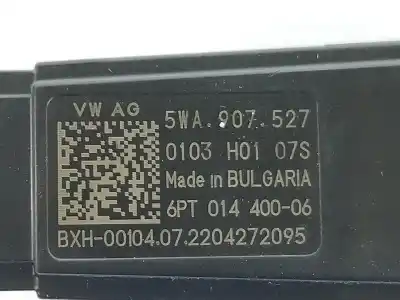 VW AG
5WA.907.527
0103 H01 07S
Made in BULGARIA
6PT 014 400-06
BXH-00104.07.2204272095